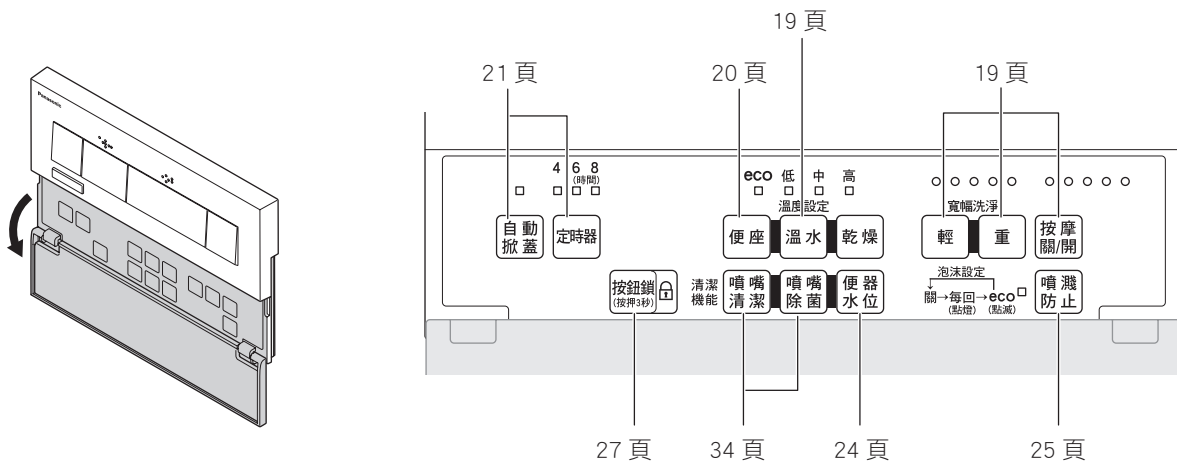 19 頁
21 頁
20 頁
19 頁
Panasonic
4 6 8
(時間)
eco 低 中 高
溫度設定
寬幅洗淨
自動
掀蓋
定時器
便座
溫水
乾燥
輕
重
按摩
關/開
按鈕鎖
(按押3秒)
清潔
機能
噴嘴
清潔
噴嘴
除菌
便器
水位
泡沫設定
關→每回→eco
(點燈) (點滅)
噴濺
防止
27 頁
34 頁
24 頁
25 頁